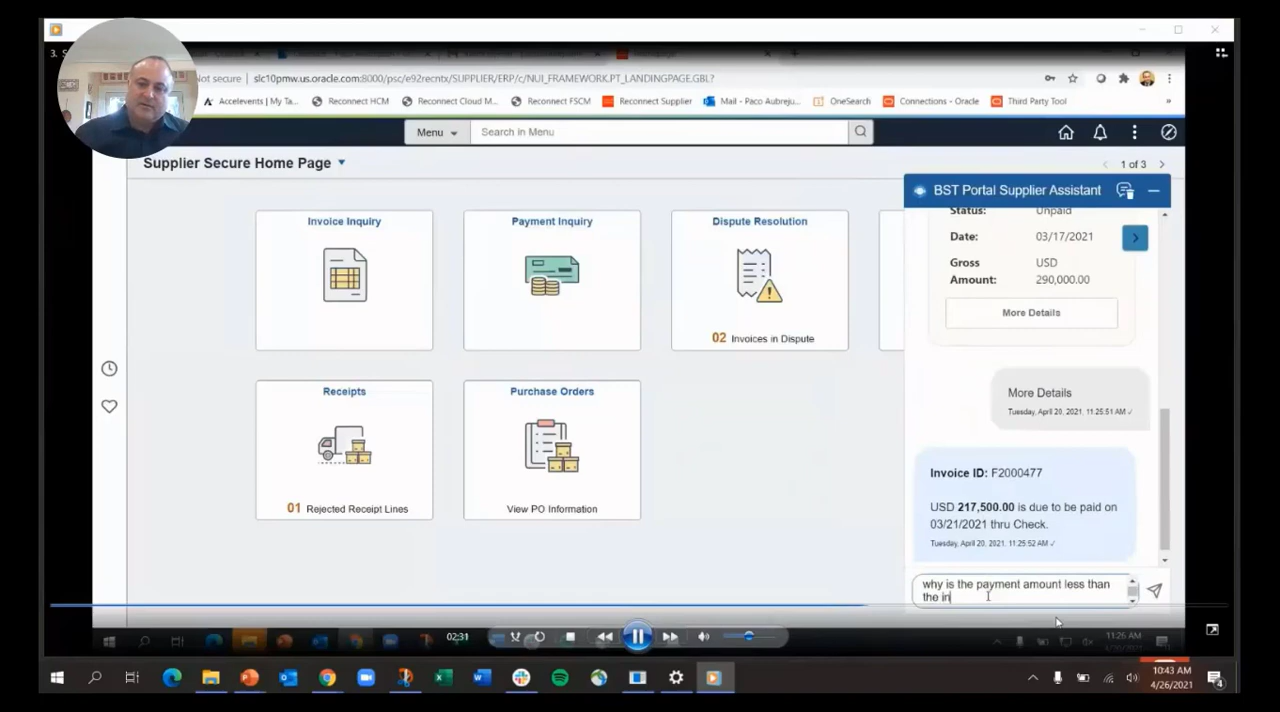 3. S
Not secure slc10pmw.us.oracle.com:8000/psc/e92recntx/SUPPLIER/ERP/c/NUI_FRAMEWORK.PT_LANDINGPAGE.GBL?
Accelevents | My Ta... Reconnect HCM Reconnect Cloud M... Reconnect FSCM Reconnect Supplier Mail - Paco Aubreju... OneSearch Connections - Oracle Third Party Tool »
Menu Search in Menu
Supplier Secure Home Page 1 of 3
Invoice Inquiry Payment Inquiry Dispute Resolution
02 Invoices in Dispute
Receipts Purchase Orders
01 Rejected Receipt Lines View PO Information
BST Portal Supplier Assistant
Status: Unpaid
Date: 03/17/2021
Gross USD
Amount: 290,000.00
More Details
More Details
Tuesday, April 20, 2021, 11:25:51 AM
Invoice ID: F2000477
USD 217,500.00 is due to be paid on
03/21/2021 thru Check.
Tuesday, April 20, 2021, 11:25:52 AM
why is the payment amount less than
the in
02:31
11:26 AM
4/20/2021
10:43 AM
4/26/2021
4